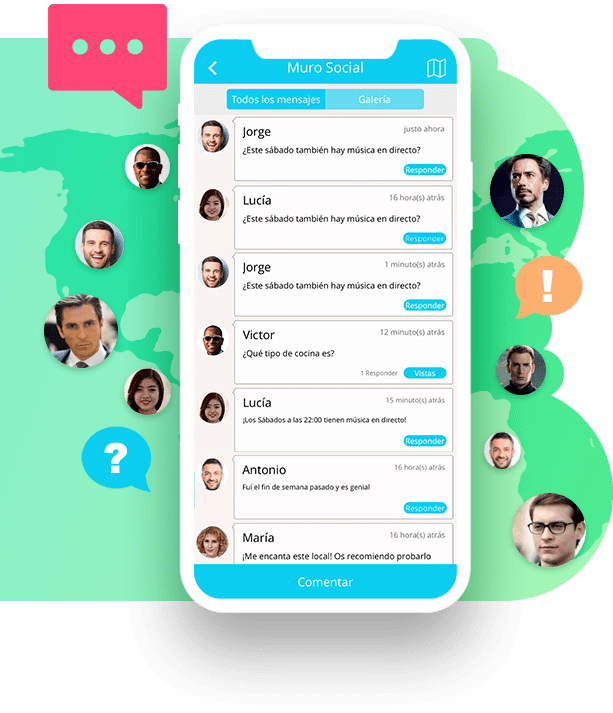 Muro Social
Todos los mensajes Galería
Jorge justo ahora
¿Este sábado también hay música en directo?
Responder
Lucía 16 hora(s) atrás
¿Este sábado también hay música en directo?
Responder
Jorge 1 minuto(s) atrás
¿Este sábado también hay música en directo?
Responder
Victor 12 minuto(s) atrás
¿Qué tipo de cocina es?
1 Responder Vistas
Lucía 15 minuto(s) atrás
¡Los Sábados a las 22:00 tienen música en directo!
Responder
Antonio 16 hora(s) atrás
Fuí el fin de semana pasado y es genial
Responder
María 16 hora(s) atrás
¡Me encanta este local! Os recomiendo probarlo
Comentar
!
?